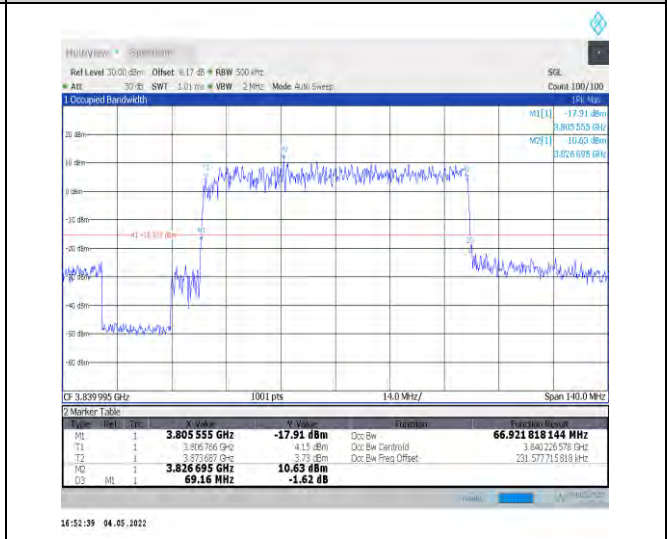 MultiView Spectrum
Ref Level 30.00 dBm Offset 8.17 dB RBW 500 kHz SGL
Att 30 dB SWT 1.01 ms VBW 2 MHz Mode Auto Sweep Count 100/100
1 Occupied Bandwidth 1Pk Max
M1[1] -17.91 dBm
3.805 555 GHz
M2[1] 10.63 dBm
3.826 695 GHz
20 dBm
10 dBm
0 dBm
-10 dBm
-20 dBm
-30 dBm
-40 dBm
-50 dBm
-60 dBm
CF 3.839 995 GHz 1001 pts 14.0 MHz/ Span 140.0 MHz
2 Marker Table
Type Ref Trc X-Value Y-Value Function Function Result
M1 1 3.805 555 GHz -17.91 dBm Occ Bw 66.921 818 144 MHz
T1 1 3.806 766 GHz 4.15 dBm Occ Bw Centroid 3.840 226 578 GHz
T2 1 3.873 687 GHz 3.73 dBm Occ Bw Freq Offset 231.577 715 818 kHz
M2 1 3.826 695 GHz 10.63 dBm
D3 M1 1 69.16 MHz -1.62 dB
16:52:39 04.05.2022